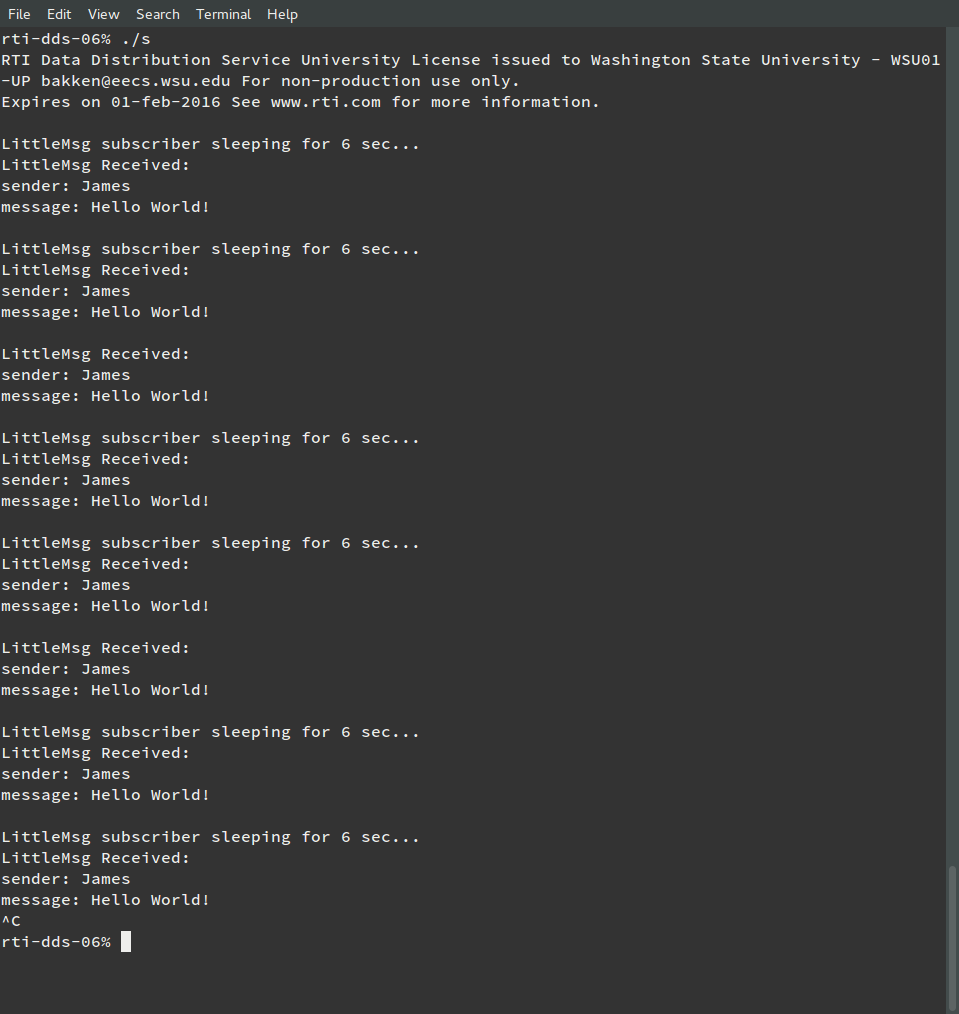 File Edit View Search Terminal Help
rti-dds-06% ./s
RTI Data Distribution Service University License issued to Washington State University - WSU01
-UP bakken@eecs.wsu.edu For non-production use only.
Expires on 01-feb-2016 See www.rti.com for more information.
LittleMsg subscriber sleeping for 6 sec...
LittleMsg Received:
sender: James
message: Hello World!
LittleMsg subscriber sleeping for 6 sec...
LittleMsg Received:
sender: James
message: Hello World!
LittleMsg Received:
sender: James
message: Hello World!
LittleMsg subscriber sleeping for 6 sec...
LittleMsg Received:
sender: James
message: Hello World!
LittleMsg subscriber sleeping for 6 sec...
LittleMsg Received:
sender: James
message: Hello World!
LittleMsg Received:
sender: James
message: Hello World!
LittleMsg subscriber sleeping for 6 sec...
LittleMsg Received:
sender: James
message: Hello World!
LittleMsg subscriber sleeping for 6 sec...
LittleMsg Received:
sender: James
message: Hello World!
^C
rti-dds-06%